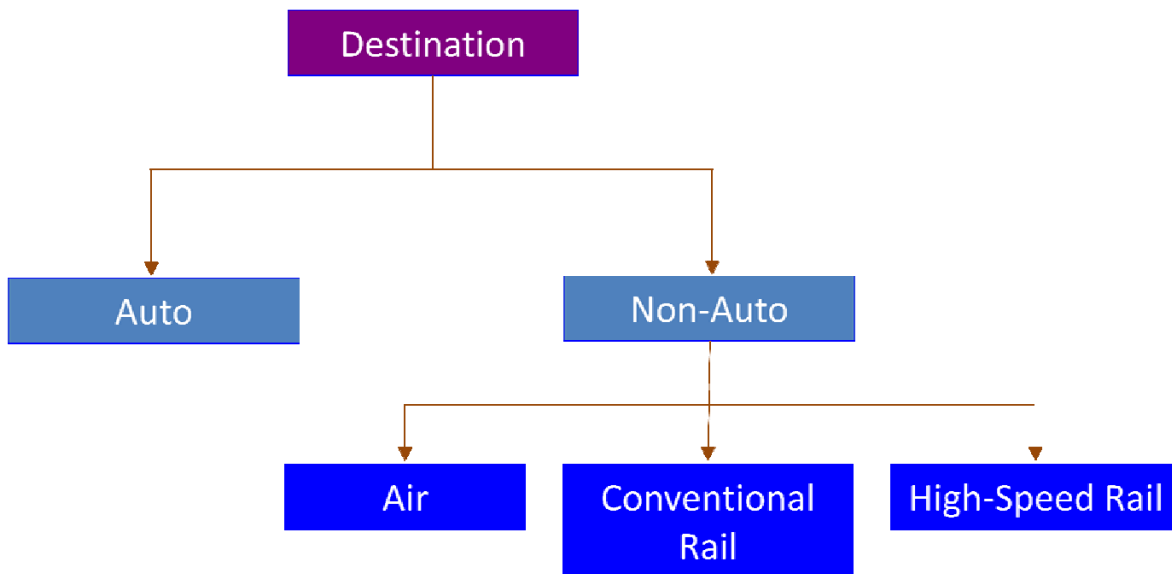 Destination
Auto
Non-Auto
Air
Conventional
Rail
High-Speed Rail